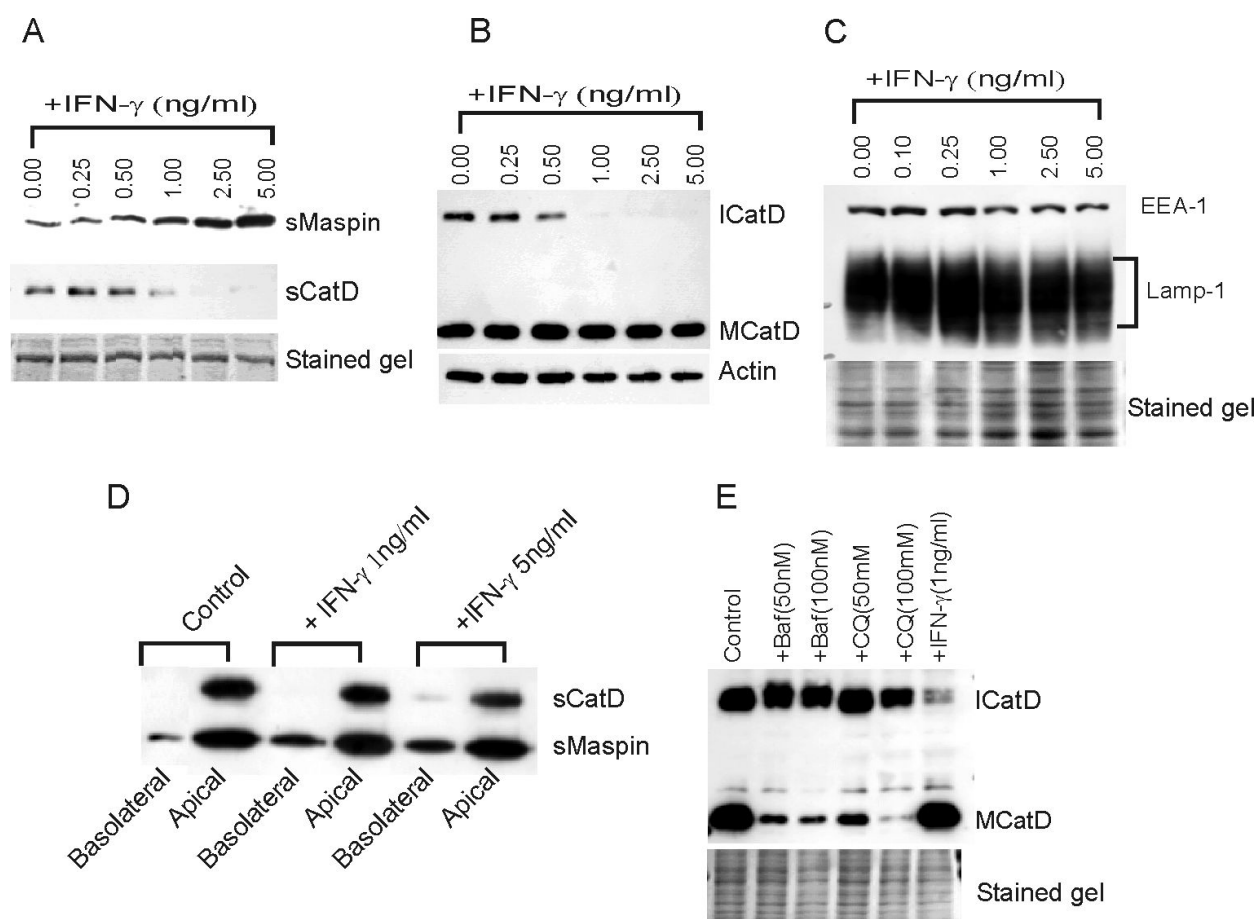 A
+IFN-γ (ng/ml)
0.00 0.25 0.50 1.00 2.50 5.00
sMaspin
sCatD
Stained gel
B
+IFN-γ (ng/ml)
0.00 0.25 0.50 1.00 2.50 5.00
ICatD
MCatD
Actin
C
+IFN-γ (ng/ml)
0.00 0.10 0.25 1.00 2.50 5.00
EEA-1
Lamp-1
Stained gel
D
Control + IFN-γ 1ng/ml +IFN-γ 5ng/ml
sCatD
sMaspin
Basolateral Apical Basolateral Apical Basolateral Apical
E
Control +Baf(50nM) +Baf(100nM) +CQ(50mM +CQ(100mM) +IFN-γ(1ng/ml)
ICatD
MCatD
Stained gel